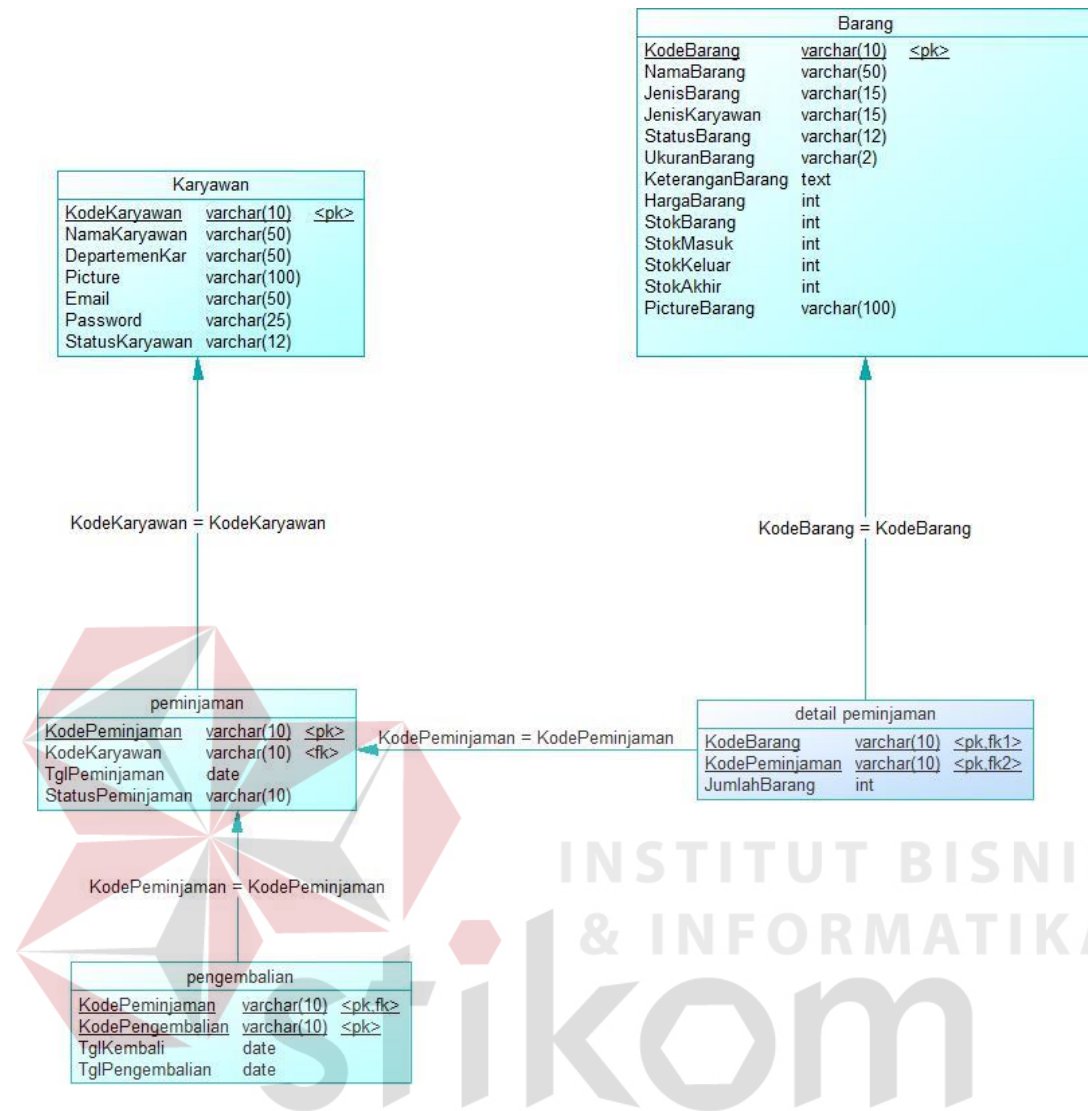 Barang
KodeBarang varchar(10) <pk>
NamaBarang varchar(50)
JenisBarang varchar(15)
JenisKaryawan varchar(15)
StatusBarang varchar(12)
UkuranBarang varchar(2)
KeteranganBarang text
HargaBarang int
StokBarang int
StokMasuk int
StokKeluar int
StokAkhir int
PictureBarang varchar(100)
Karyawan
KodeKaryawan varchar(10) <pk>
NamaKaryawan varchar(50)
DepartemenKar varchar(50)
Picture varchar(100)
Email varchar(50)
Password varchar(25)
StatusKaryawan varchar(12)
KodeKaryawan = KodeKaryawan
KodeBarang = KodeBarang
peminjaman
KodePeminjaman varchar(10) <pk>
KodeKaryawan varchar(10) <fk>
TglPeminjaman date
StatusPeminjaman varchar(10)
KodePeminjaman = KodePeminjaman
detail peminjaman
KodeBarang varchar(10) <pk,fk1>
KodePeminjaman varchar(10) <pk,fk2>
JumlahBarang int
KodePeminjaman = KodePeminjaman
pengembalian
KodePeminjaman varchar(10) <pk,fk>
KodePengembalian varchar(10) <pk>
TglKembali date
TglPengembalian date
INSTITUT BISNI
& INFORMATIKA
stikom